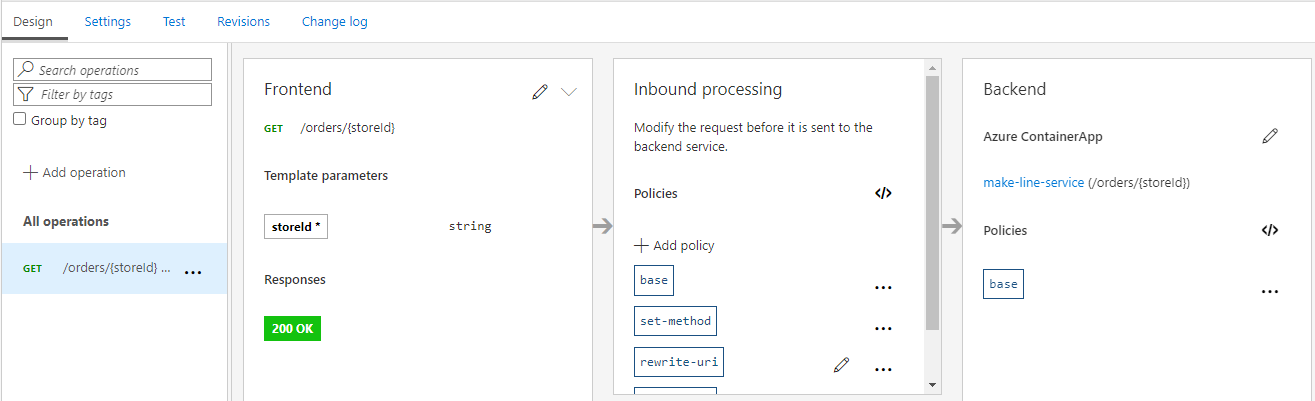 Design Settings Test Revisions Change log
Search operations
Filter by tags
Group by tag
Add operation
All operations
GET /orders/{storeId} ...
Frontend
GET /orders/{storeId}
Template parameters
storeId * string
Responses
200 OK
Inbound processing
Modify the request before it is sent to the
backend service.
Policies </>
Add policy
base ...
set-method ...
rewrite-uri ...
Backend
Azure ContainerApp
make-line-service (/orders/{storeId})
Policies </>
base ...